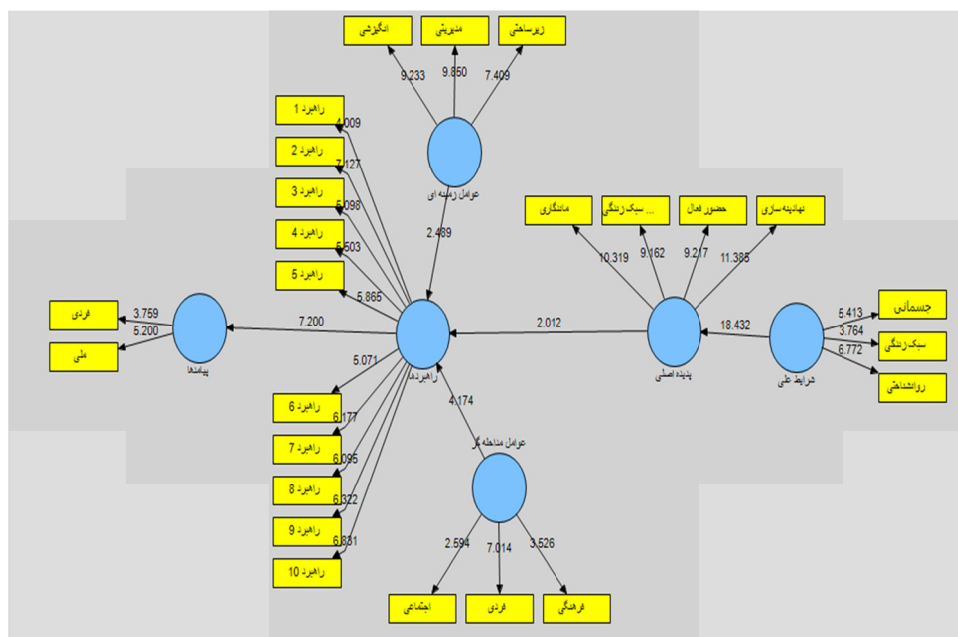 انگیزشی
مدیریتی
زیرساختی
9.233
9.850
7.409
عوامل زمینه ای
2.489
راهبرد 1
راهبرد 2
راهبرد 3
راهبرد 4
راهبرد 5
4.009
7.127
5.098
5.503
5.865
ماندگاری
سبک زندگی ...
حضور فعال
نهادینه سازی
10.319
9.162
9.217
11.385
فردی
ملی
3.759
5.200
پیامدها
7.200
راهبردها
2.012
پدیده اصلی
18.432
شرایط علی
5.413
3.764
6.772
جسمانی
سبک زندگی
روانشناختی
5.071
6.177
6.095
6.322
6.831
راهبرد 6
راهبرد 7
راهبرد 8
راهبرد 9
راهبرد 10
4.174
عوامل مداخله گر
2.594
7.014
3.526
اجتماعی
فردی
فرهنگی